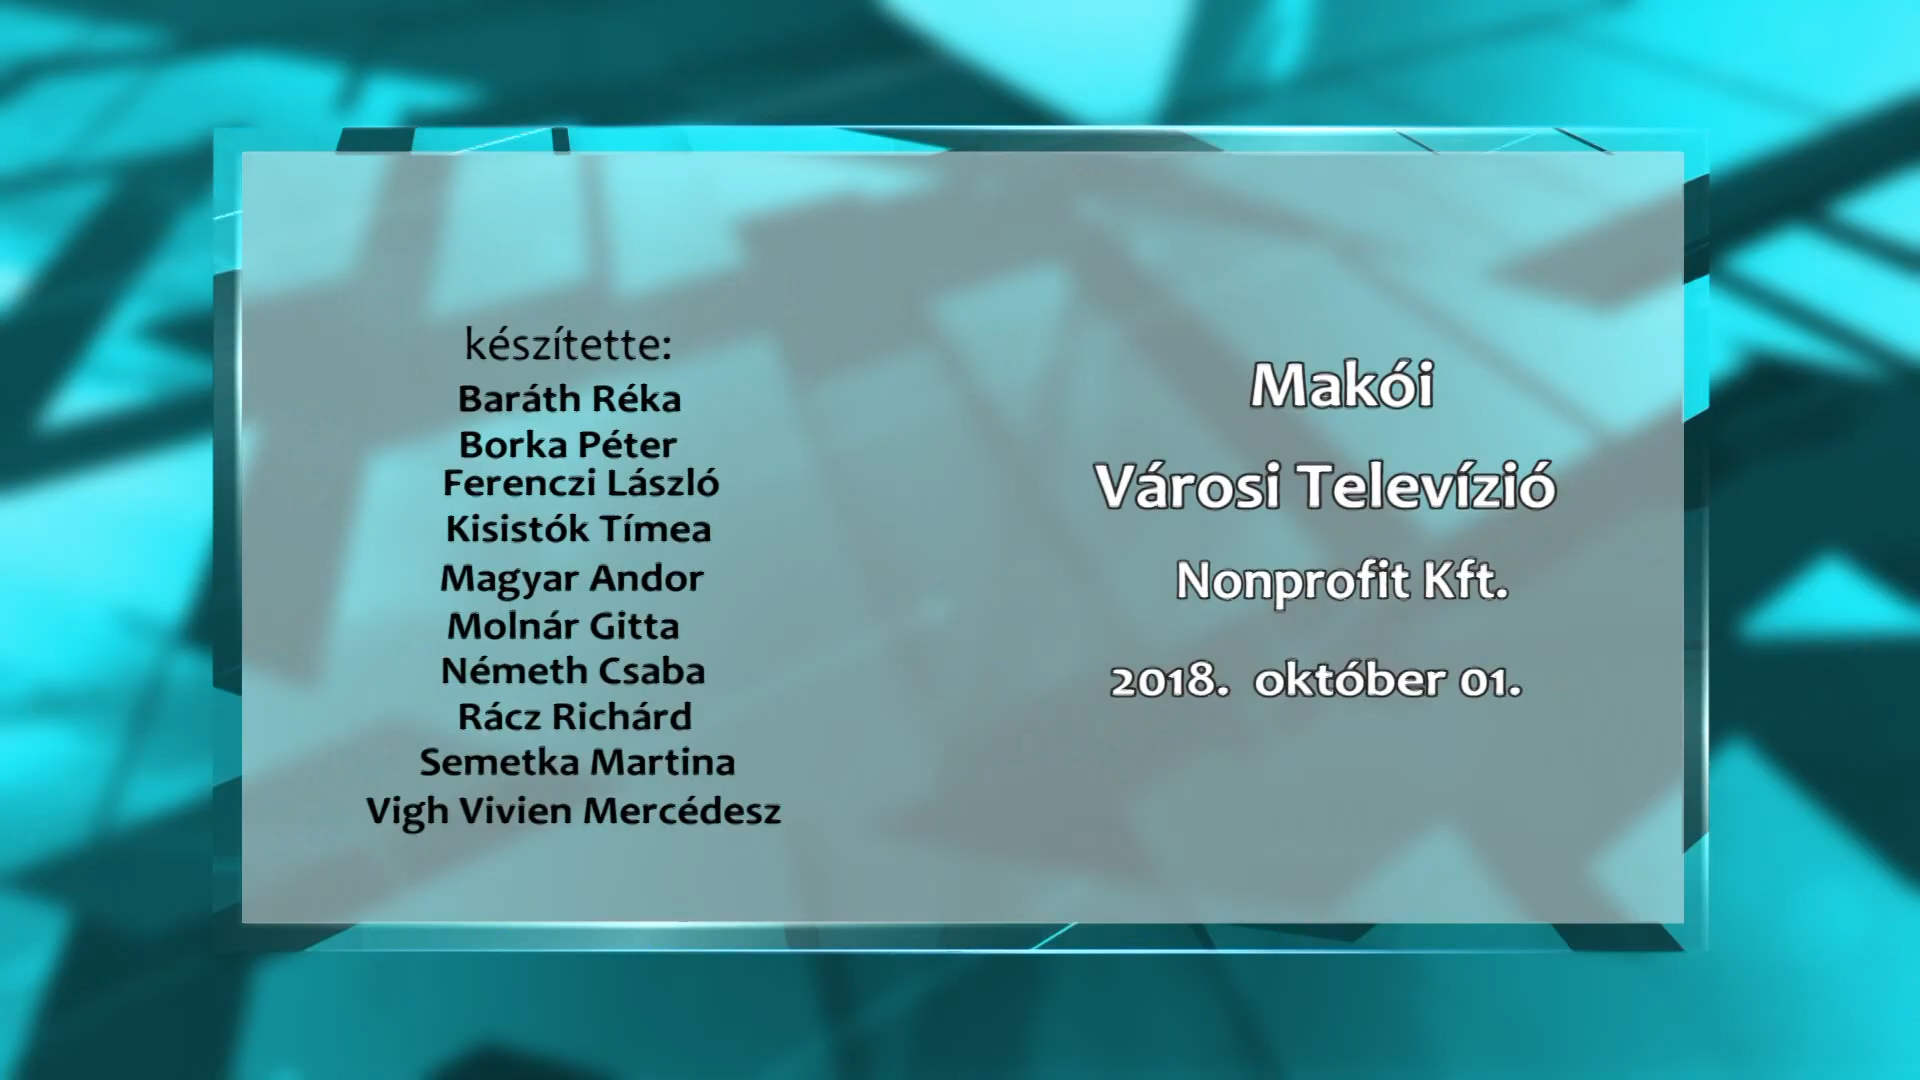 készítette:
Baráth Réka
Borka Péter
Ferenczi László
Kisistók Tímea
Magyar Andor
Molnár Gitta
Németh Csaba
Rácz Richárd
Semetka Martina
Vigh Vivien Mercédesz
Makói
Városi Televízió
Nonprofit Kft.
2018. október 01.